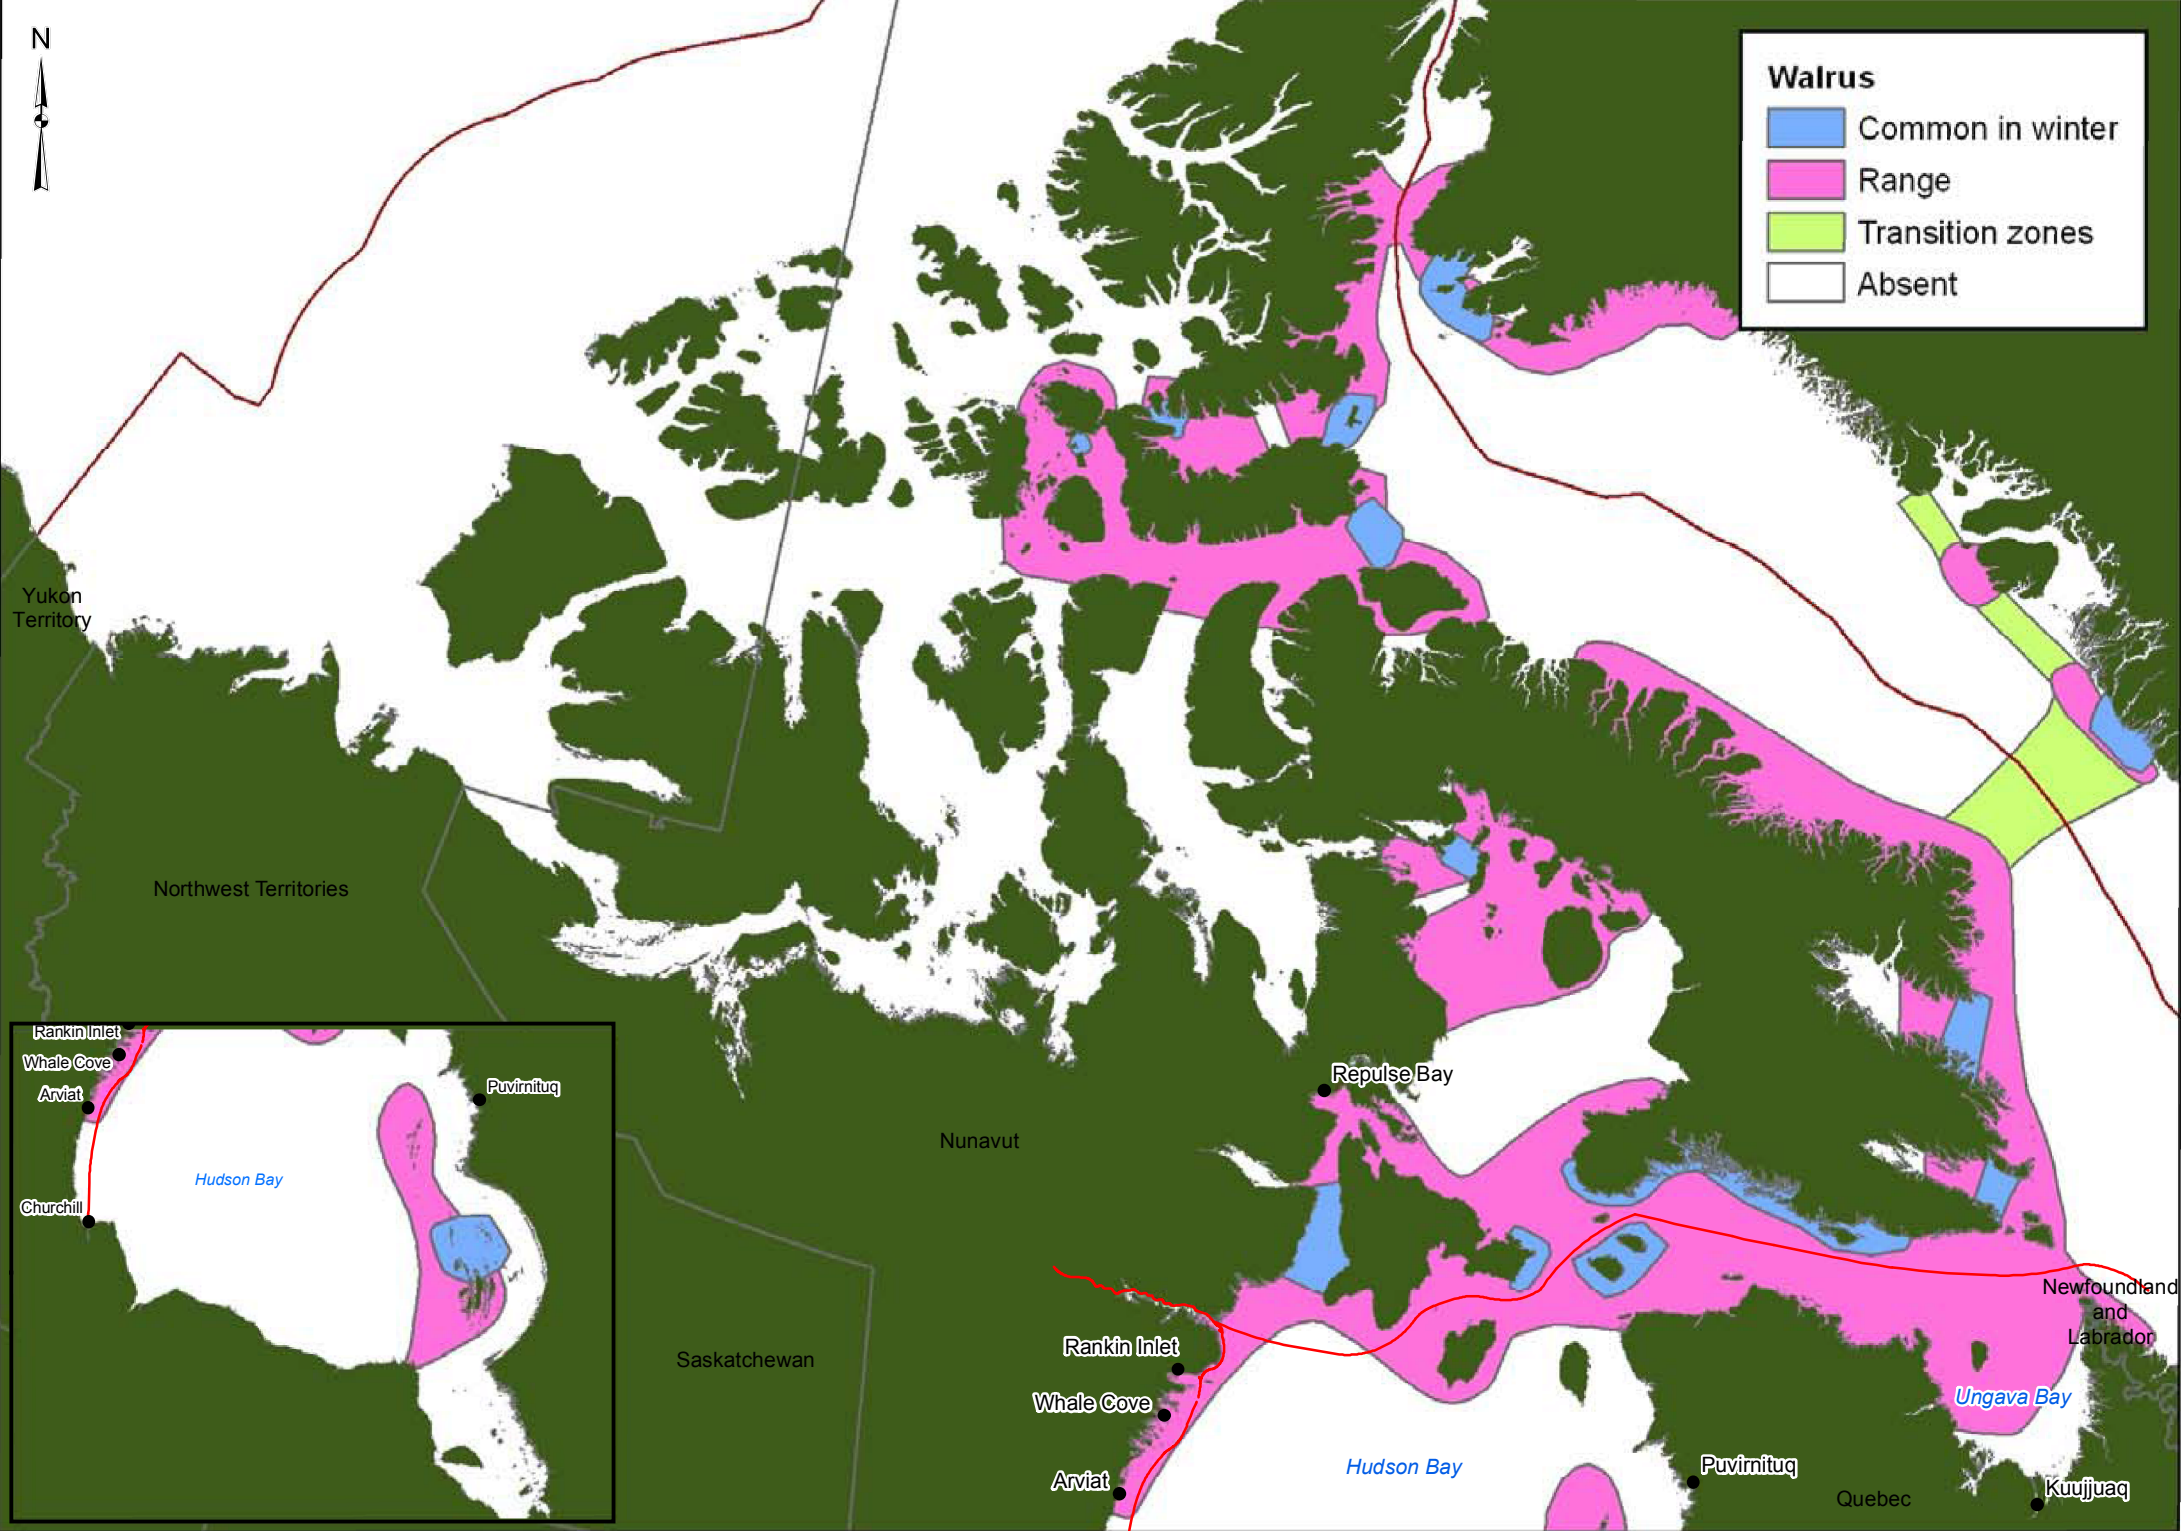 N
Walrus
Common in winter
Range
Transition zones
Absent
Yukon
Territory
Northwest Territories
Nunavut
Saskatchewan
Repulse Bay
Rankin Inlet
Whale Cove
Arviat
Hudson Bay
Puvirnituq
Quebec
Kuujjuaq
Ungava Bay
Newfoundland
and
Labrador
Rankin Inlet
Whale Cove
Arviat
Churchill
Hudson Bay
Puvirnituq